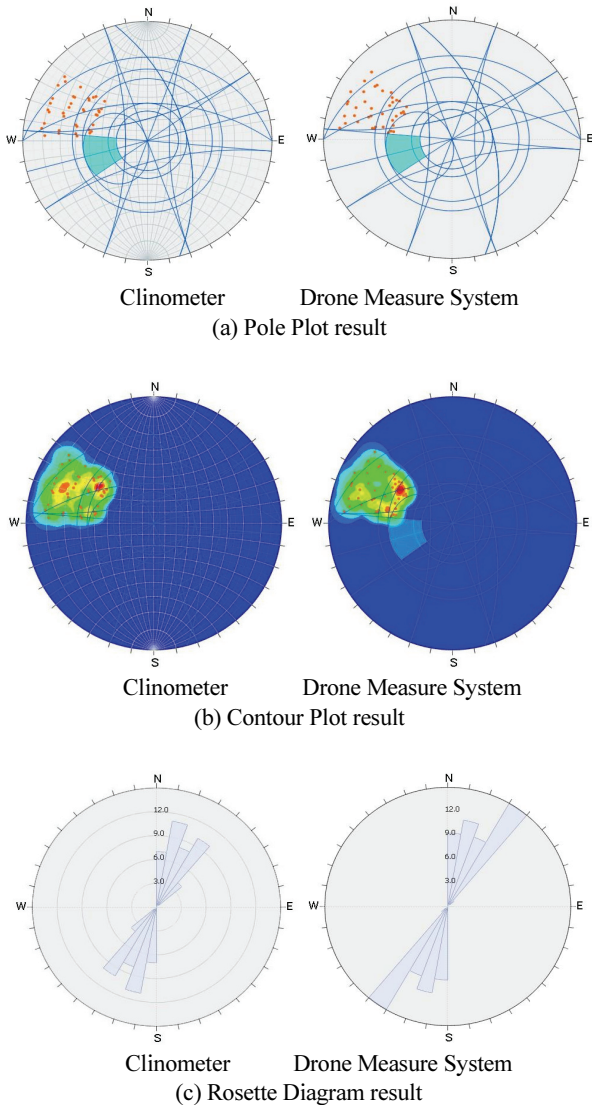 N
N
W
E
W
E
S
S
Clinometer
Drone Measure System
(a) Pole Plot result
N
N
W
E
W
E
S
S
Clinometer
Drone Measure System
(b) Contour Plot result
N
N
12.0
12.0
9.0
9.0
6.0
6.0
3.0
3.0
W
E
W
E
S
S
Clinometer
Drone Measure System
(c) Rosette Diagram result